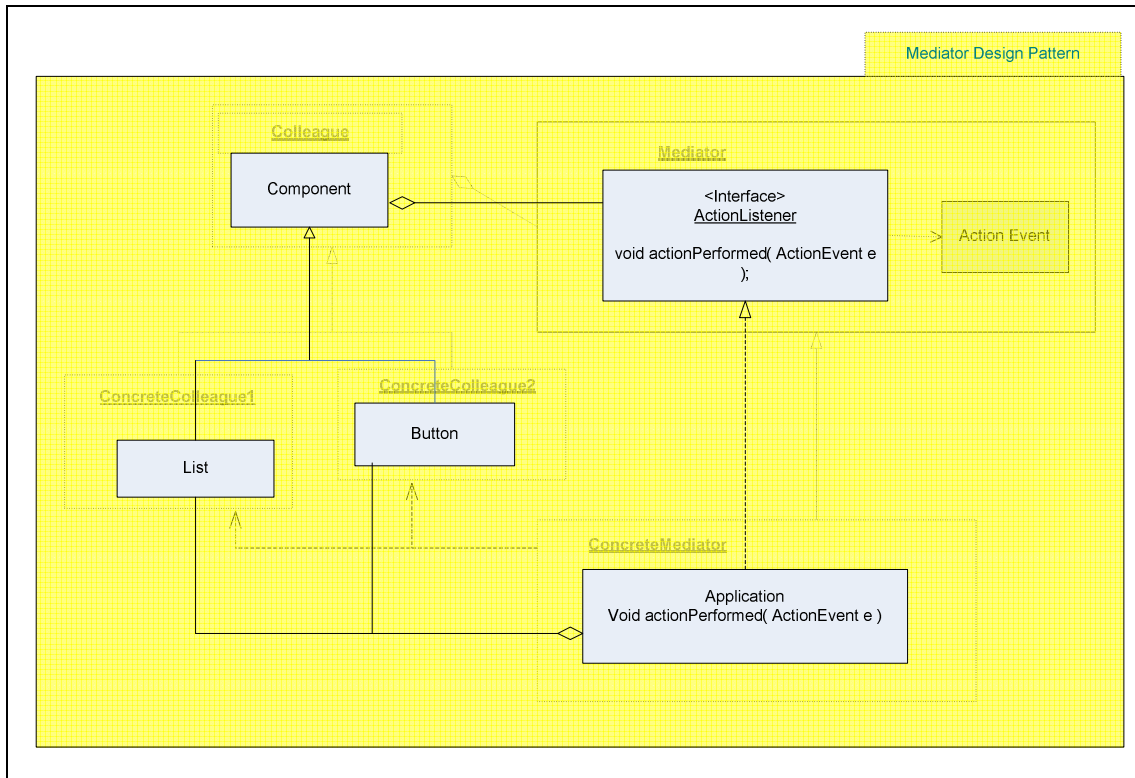 Mediator Design Pattern
Colleague
Component
Mediator
<Interface>
ActionListener
void actionPerformed( ActionEvent e
);
Action Event
ConcreteColleague1
List
ConcreteColleague2
Button
ConcreteMediator
Application
Void actionPerformed( ActionEvent e )